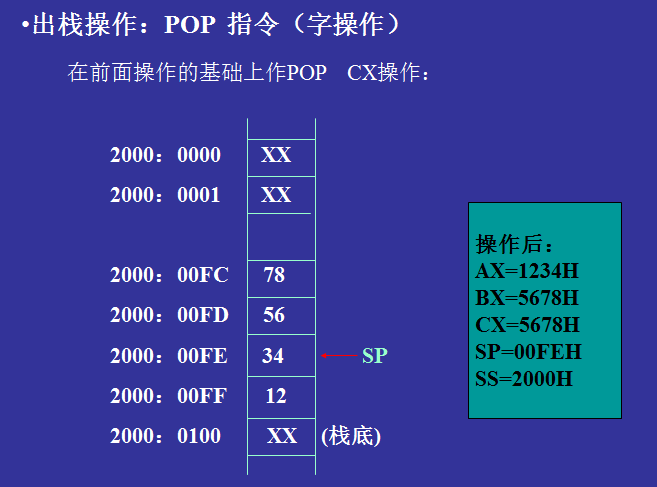 •出栈操作：POP 指令（字操作）
在前面操作的基础上作POP CX操作：
2000：0000 XX
2000：0001 XX
2000：00FC 78
2000：00FD 56
2000：00FE 34 SP
2000：00FF 12
2000：0100 XX (栈底)
操作后：
AX=1234H
BX=5678H
CX=5678H
SP=00FEH
SS=2000H